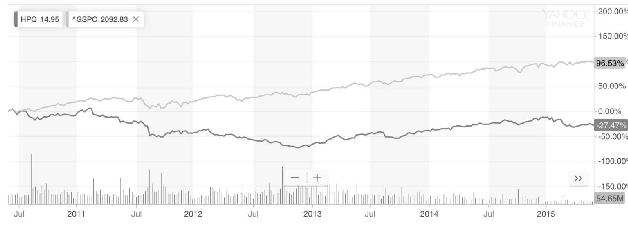 HPQ 14.95 ^GSPC 2092.83 ×
YAHOO!
FINANCE
200.00%
150.00%
96.53%
50.00%
0.00%
-27.47%
-50.00%
-100.00%
-150.00%
54.65M
Jul 2011 Jul 2012 Jul 2013 Jul 2014 Jul 2015